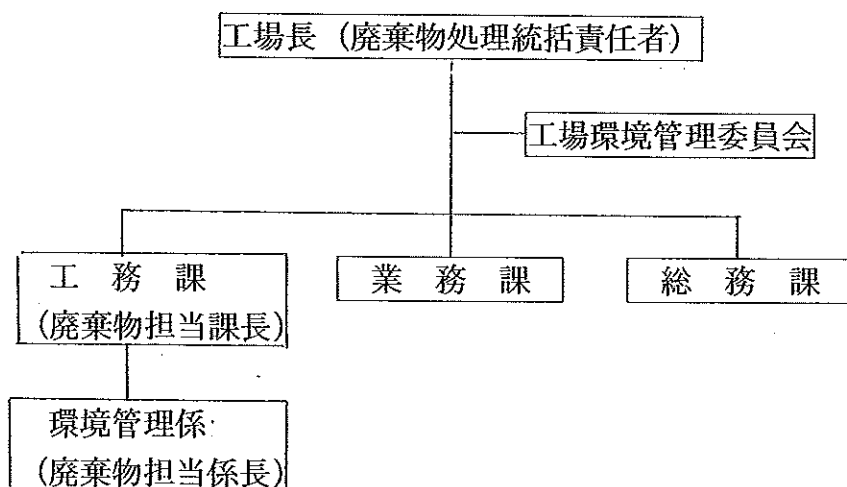 工場長（廃棄物処理統括責任者）
工場環境管理委員会
工務課
(廃棄物担当課長)
業務課
総務課
環境管理係
(廃棄物担当係長)